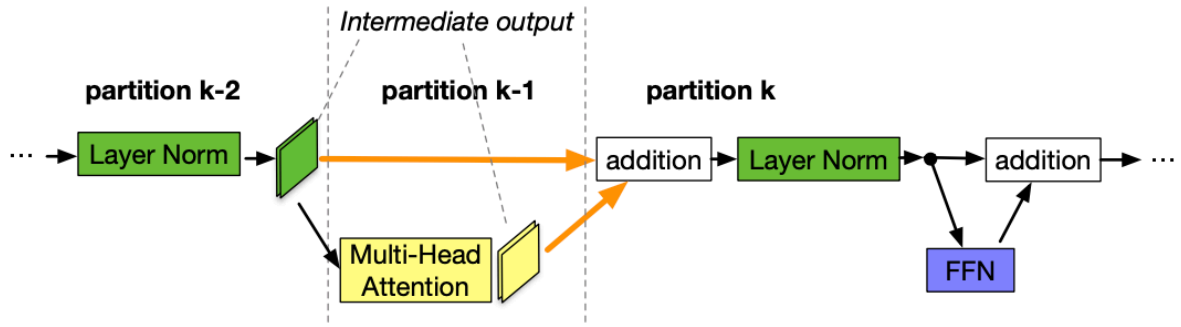 Intermediate output
partition k-2
partition k-1
partition k
...
Layer Norm
addition
Layer Norm
addition
...
Multi-Head
Attention
FFN